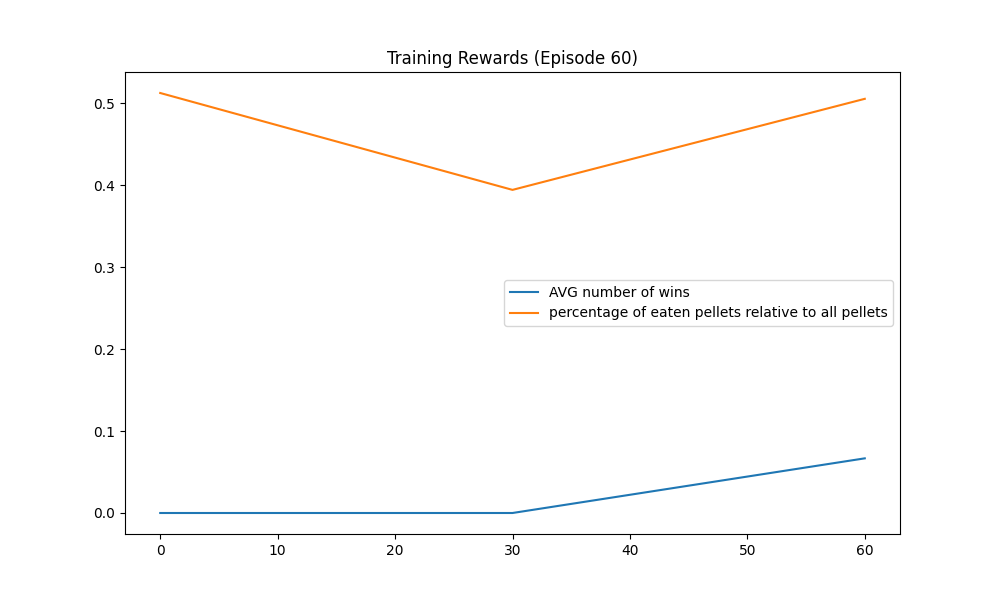 Training Rewards (Episode 60)
0.5
0.4
0.3
0.2
0.1
0.0
AVG number of wins
percentage of eaten pellets relative to all pellets
0 10 20 30 40 50 60